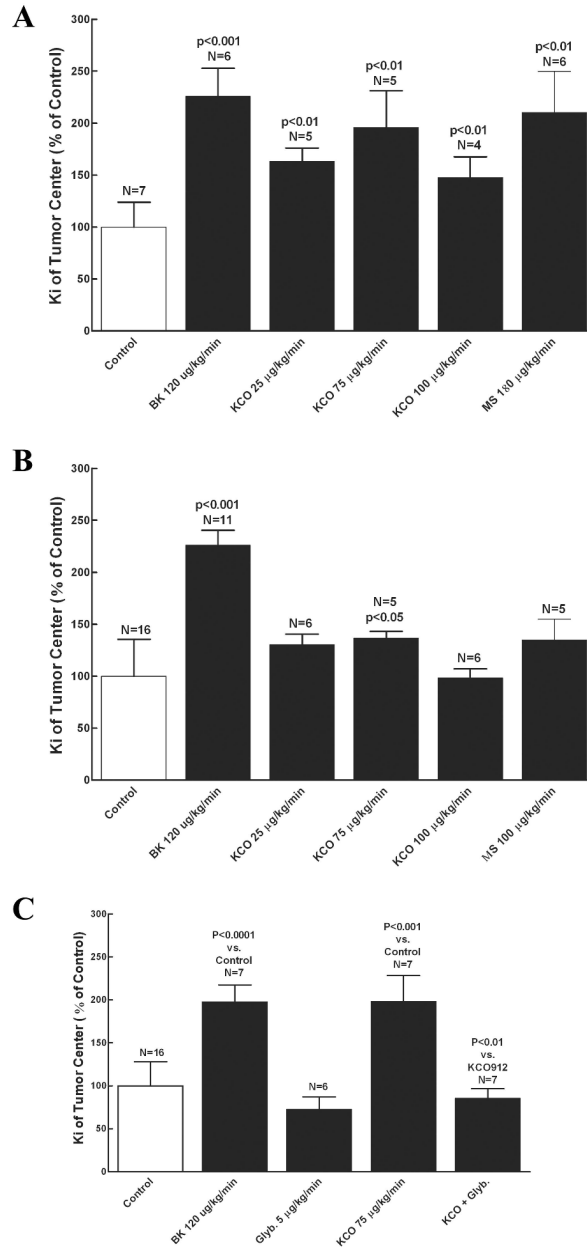 A
Ki of Tumor Center ( % of Control)
300
250
200
150
100
50
0
N=7
p<0.001
N=6
p<0.01
N=5
p<0.01
N=5
p<0.01
N=4
p<0.01
N=6
Control
BK 120 ug/kg/min
KCO 25 μg/kg/min
KCO 75 μg/kg/min
KCO 100 μg/kg/min
MS μg/kg/min
B
Ki of Tumor Center ( % of Control)
300
250
200
150
100
50
0
N=16
p<0.001
N=11
N=6
N=5
p<0.05
N=6
N=5
Control
BK 120 ug/kg/min
KCO 25 μg/kg/min
KCO 75 μg/kg/min
KCO 100 μg/kg/min
MS 100 μg/kg/min
C
Ki of Tumor Center ( % of Control)
300
250
200
150
100
50
0
N=16
P<0.0001
vs.
Control
N=7
N=6
P<0.001
vs.
Control
N=7
P<0.01
vs.
KCO912
N=7
Control
BK 120 ug/kg/min
Glyb. 5 μg/kg/min
KCO 75 μg/kg/min
KCO + Glyb.